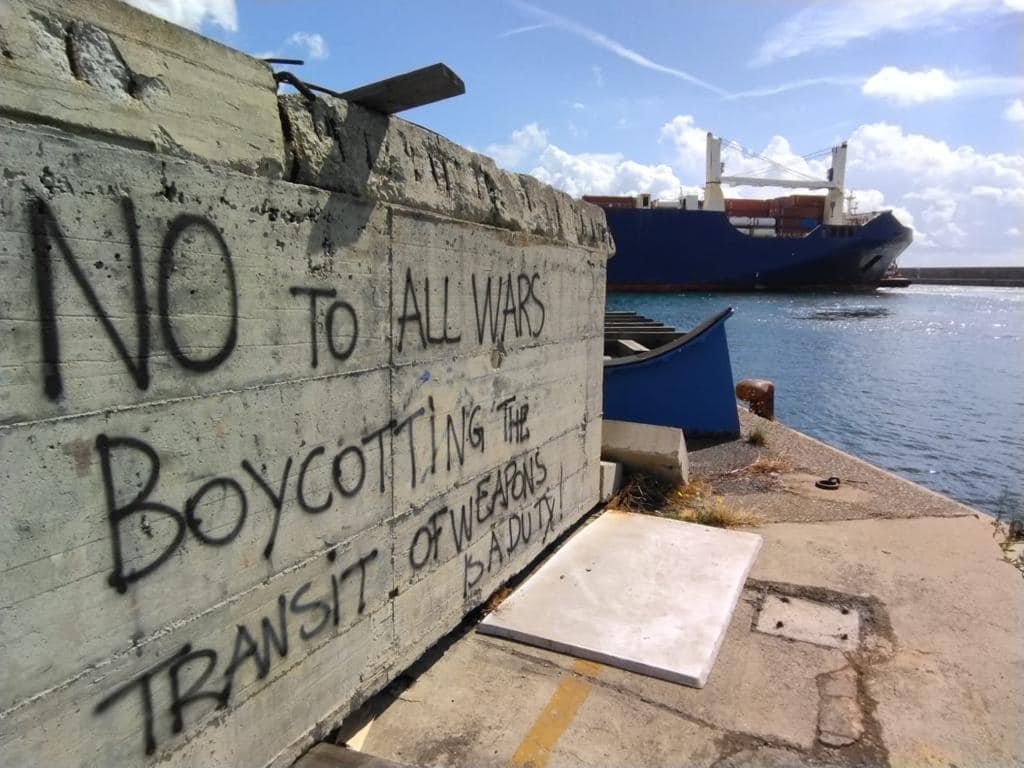 NO TO ALL WARS
BOYCOTTiNG THE
TRANSIT OF WEAPONS
IS A DUTY!